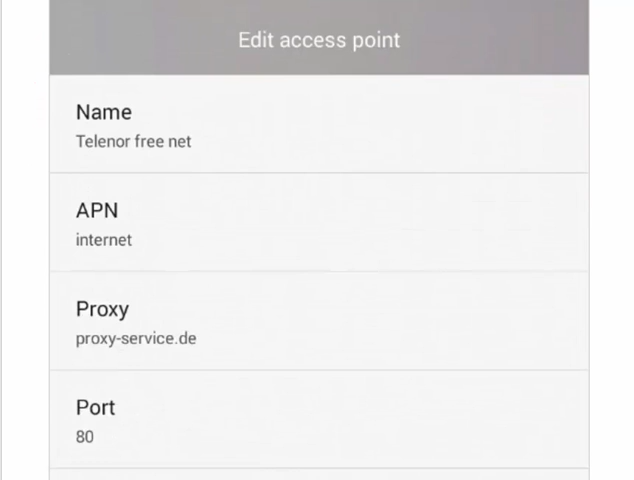 Edit access point
Name
Telenor free net
APN
internet
Proxy
proxy-service.de
Port
80